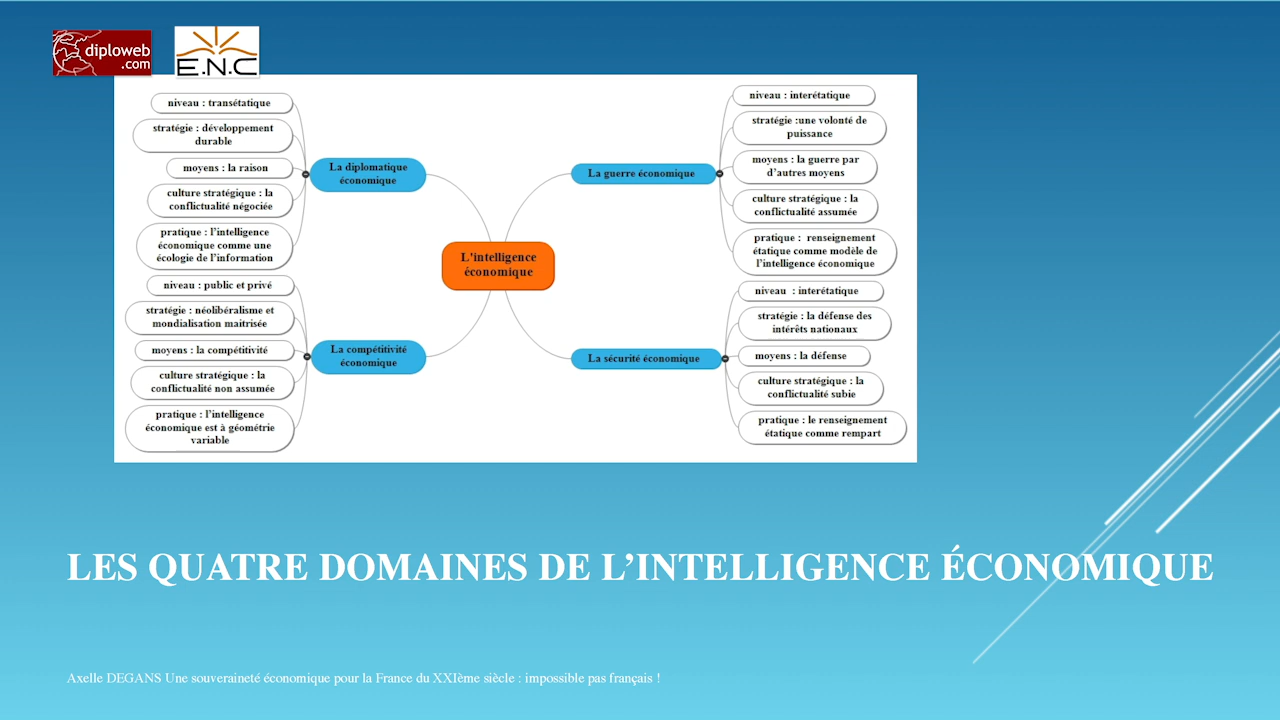 diploweb
.com
E.N.C
niveau : transétatique
stratégie : développement
durable
moyens : la raison
culture stratégique : la
conflictualité négociée
pratique : l’intelligence
économique comme une
écologie de l’information
La diplomatique
économique
niveau : public et privé
stratégie : néolibéralisme et
mondialisation maitrisée
moyens : la compétitivité
culture stratégique : la
conflictualité non assumée
pratique : l’intelligence
économique est à géométrie
variable
La compétitivité
économique
L'intelligence
économique
La guerre économique
niveau : interétatique
stratégie :une volonté de
puissance
moyens : la guerre par
d’autres moyens
culture stratégique : la
conflictualité assumée
pratique : renseignement
étatique comme modèle de
l’intelligence économique
La sécurité économique
niveau : interétatique
stratégie : la défense des
intérêts nationaux
moyens : la défense
culture stratégique : la
conflictualité subie
pratique : le renseignement
étatique comme rempart
LES QUATRE DOMAINES DE L’INTELLIGENCE ÉCONOMIQUE
Axelle DEGANS Une souveraineté économique pour la France du XXIème siècle : impossible pas français !